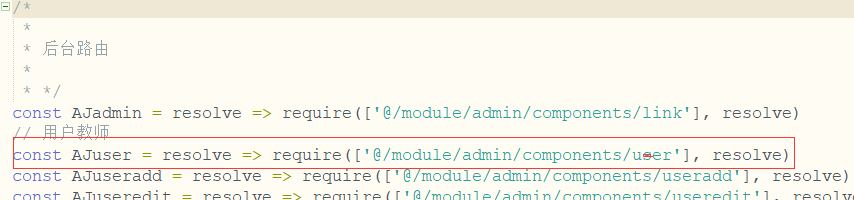 /*
*
* 后台路由
*
* */
const AJadmin = resolve => require(['@/module/admin/components/link'], resolve)
// 用户教师
const AJuser = resolve => require(['@/module/admin/components/user'], resolve)
const AJuseradd = resolve => require(['@/module/admin/components/useradd'], resolve)
const AJuseredit = resolve => require(['@/module/admin/components/useredit'], resolve